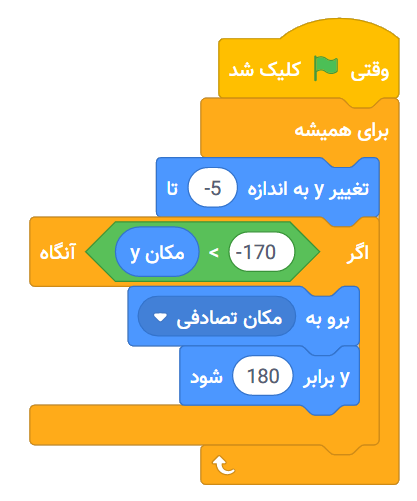 وقتی کلیک شد
برای همیشه
تغییر y به اندازه -5 تا
اگر -170 < مکان y آنگاه
برو به مکان تصادفی
y برابر 180 شود